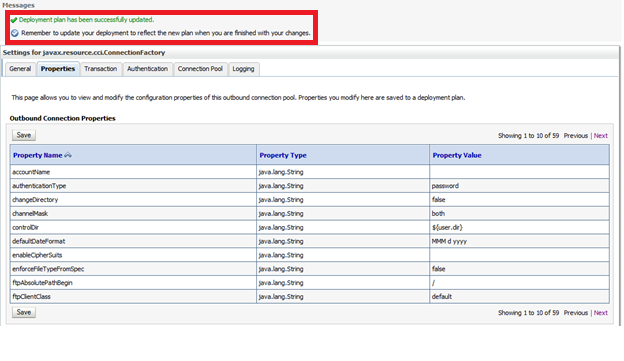 Messages
Deployment plan has been successfully updated.
Remember to update your deployment to reflect the new plan when you are finished with your changes.
Settings for javax.resource.cci.ConnectionFactory
General Properties Transaction Authentication Connection Pool Logging
This page allows you to view and modify the configuration properties of this outbound connection pool. Properties you modify here are saved to a deployment plan.
Outbound Connection Properties
Save Showing 1 to 10 of 59 Previous | Next
Property Name Property Type Property Value
accountName java.lang.String
authenticationType java.lang.String password
changeDirectory java.lang.String false
channelMask java.lang.String both
controlDir java.lang.String ${user.dir}
defaultDateFormat java.lang.String MMM d yyyy
enableCipherSuits java.lang.String
enforceFileTypeFromSpec java.lang.String false
ftpAbsolutePathBegin java.lang.String /
ftpClientClass java.lang.String default
Save Showing 1 to 10 of 59 Previous | Next